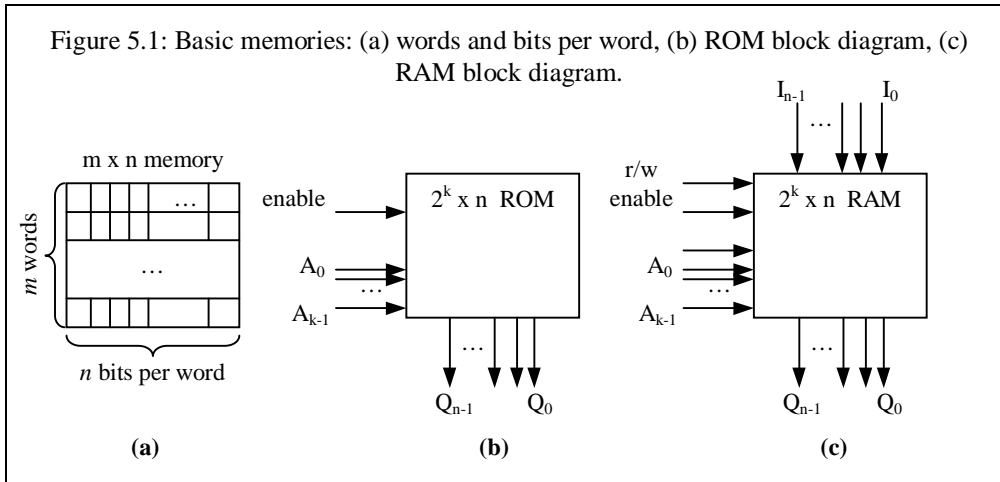 Figure 5.1: Basic memories: (a) words and bits per word, (b) ROM block diagram, (c)
RAM block diagram.
m x n memory
…
…
m words
n bits per word
(a)
enable
2^k x n ROM
A_0
…
A_{k-1}
…
Q_{n-1} Q_0
(b)
I_{n-1} I_0
…
r/w
enable
2^k x n RAM
A_0
…
A_{k-1}
…
Q_{n-1} Q_0
(c)